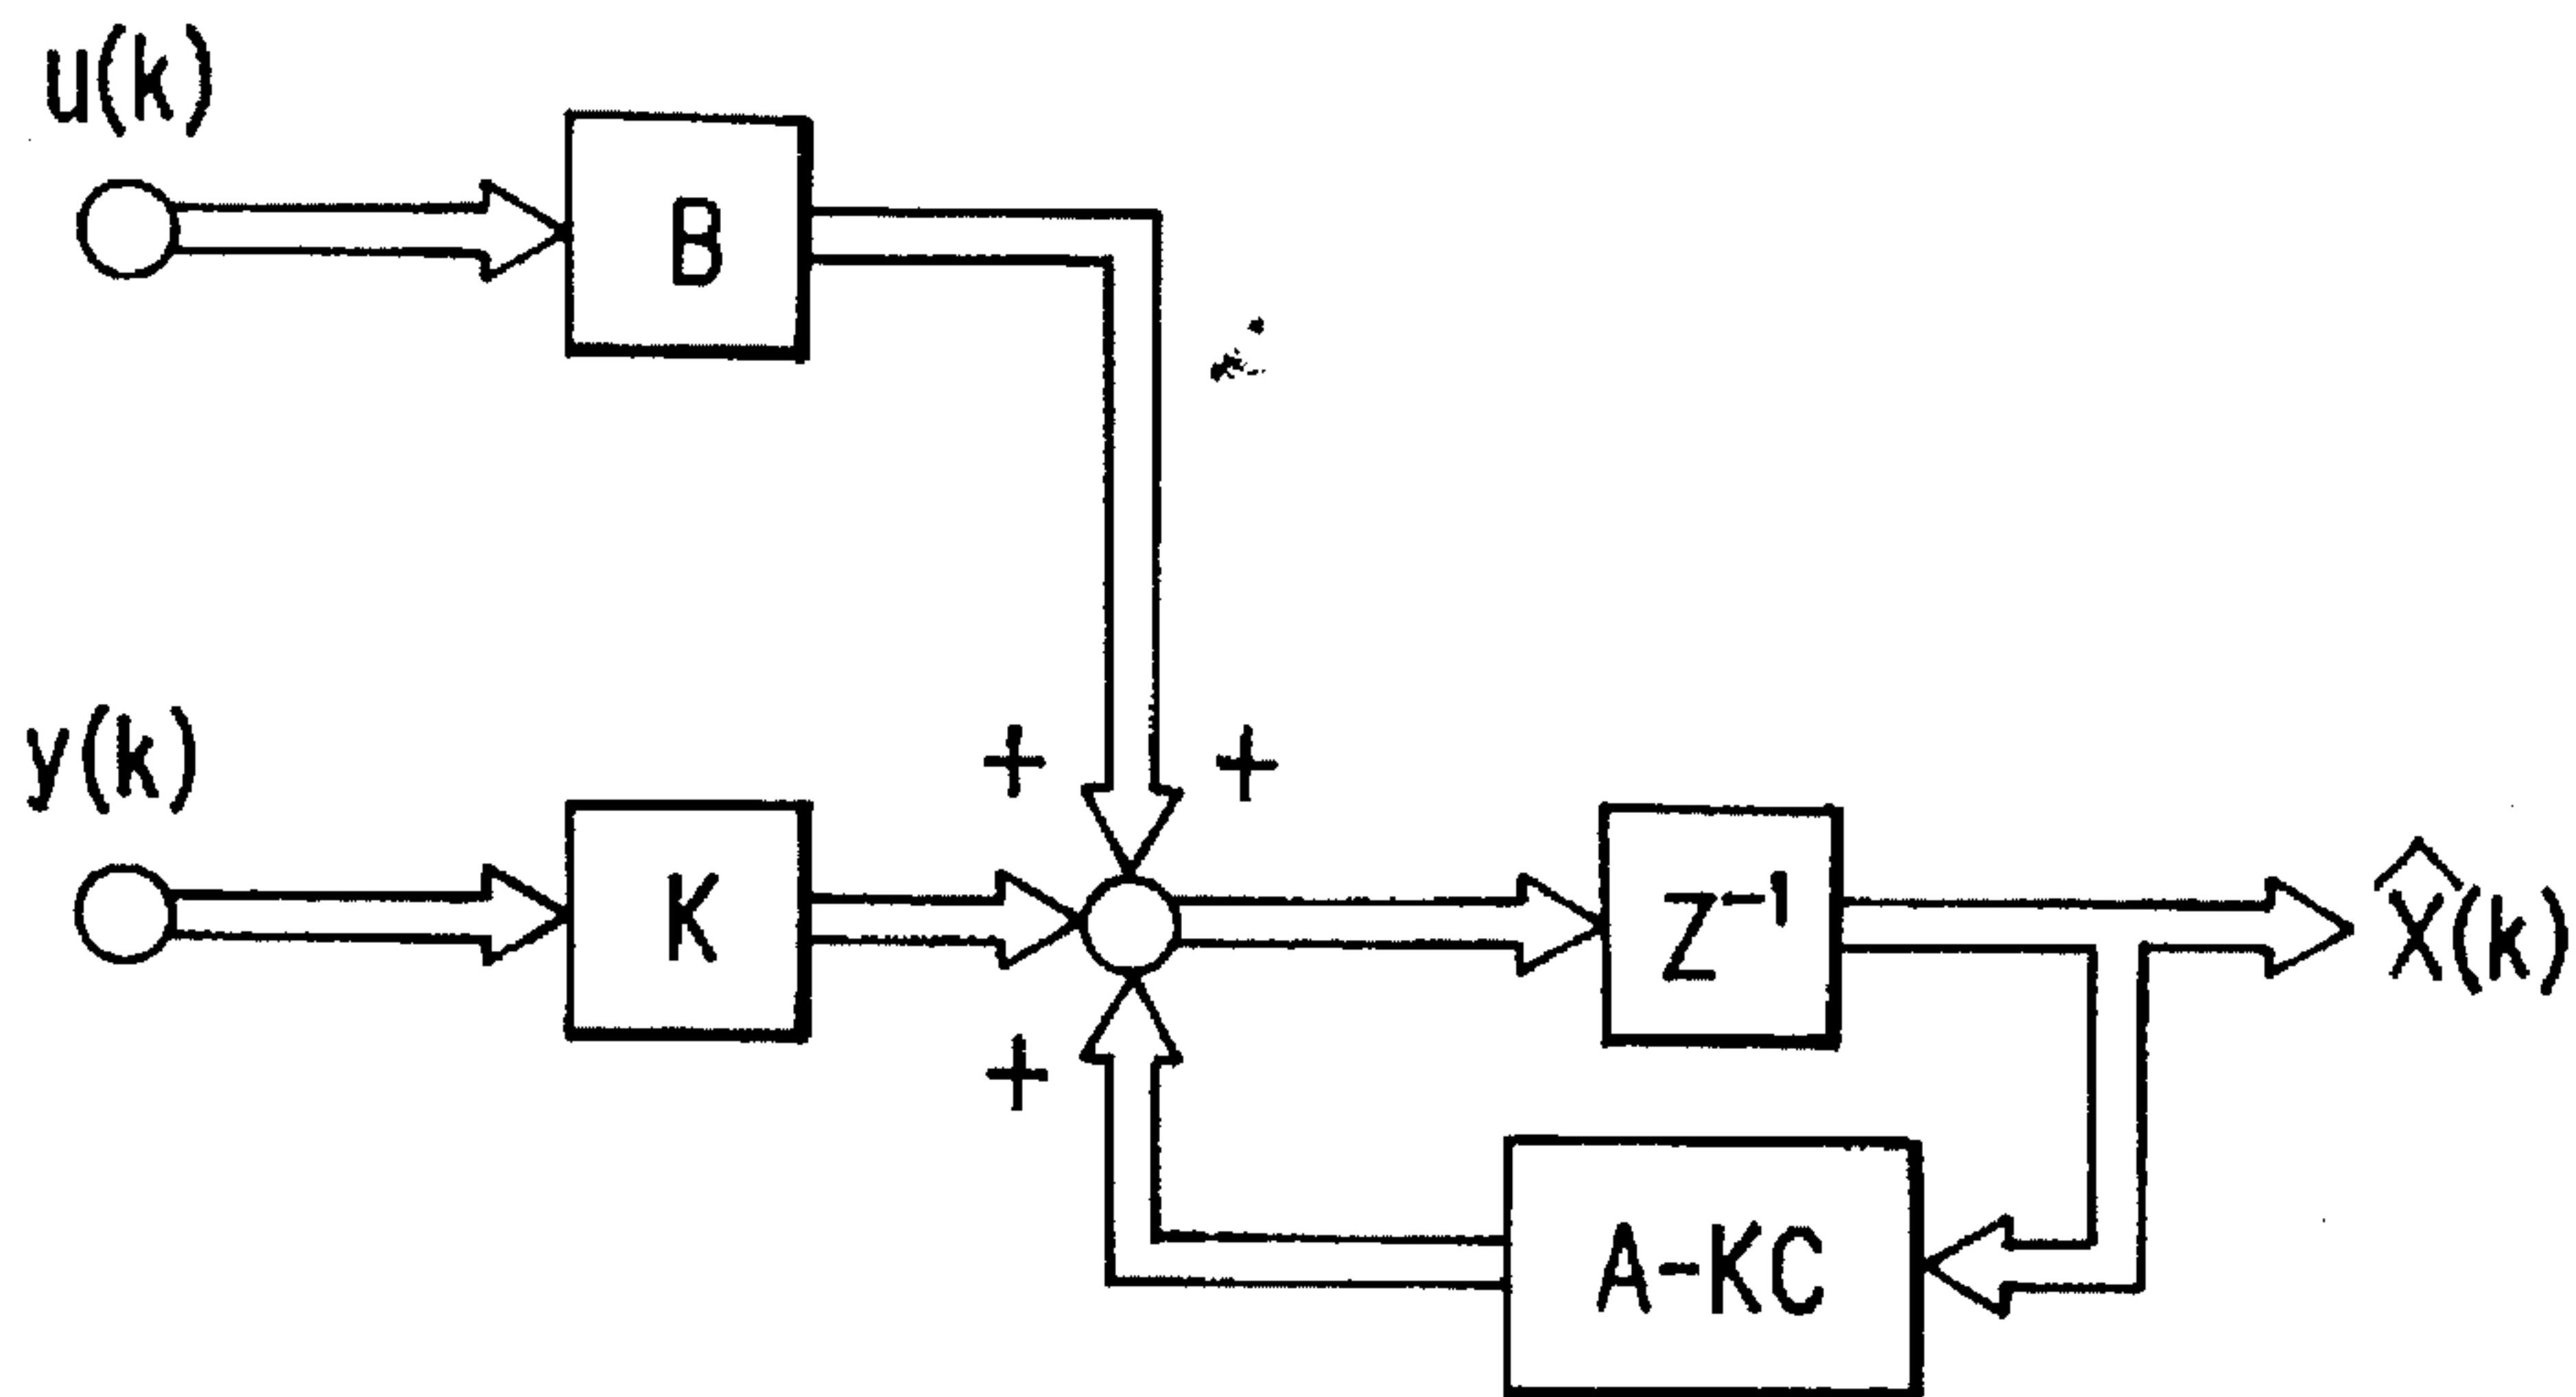 u(k)
B
y(k)
+ +
K
Z⁻¹
X̂(k)
+
A-KC